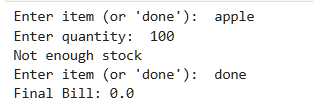 Enter item (or 'done'):  apple
Enter quantity:  100
Not enough stock
Enter item (or 'done'):  done
Final Bill: 0.0